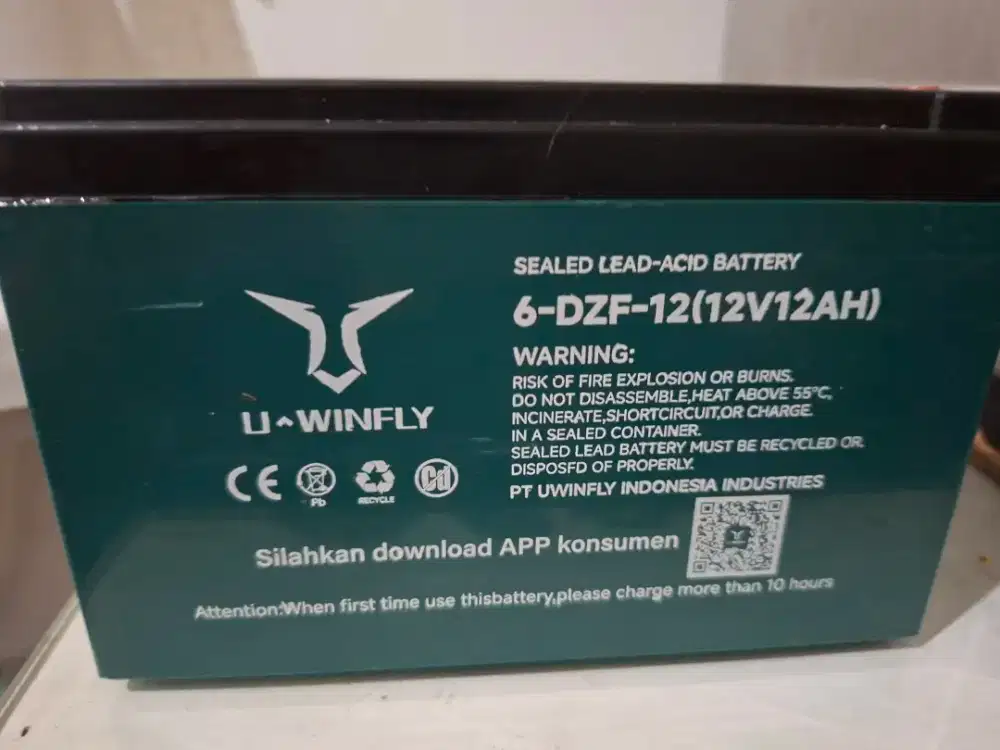 SEALED LEAD-ACID BATTERY
6-DZF-12(12V12AH)
WARNING:
RISK OF FIRE EXPLOSION OR BURNS.
DO NOT DISASSEMBLE,HEAT ABOVE 55°C,
INCINERATE,SHORTCIRCUIT,OR CHARGE
IN A SEALED CONTAINER.
SEALED LEAD BATTERY MUST BE RECYCLED OR
DISPOSFD OF PROPERLY.
PT UWINFLY INDONESIA INDUSTRIES
U^WINFLY
CE
Pb
RECYCLE
Cd
Silahkan download APP konsumen
Attention:When first time use thisbattery,please charge more than 10 hours